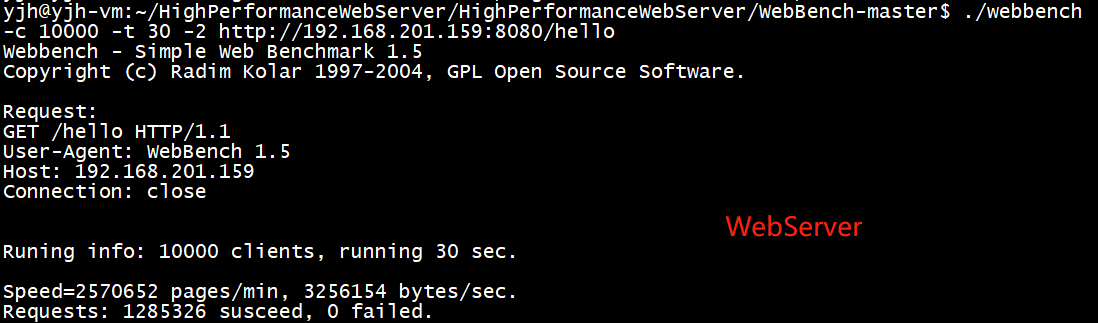 yjh@yjh-vm:~/HighPerformanceWebServer/HighPerformanceWebServer/WebBench-master$ ./webbench
-c 10000 -t 30 -2 http://192.168.201.159:8080/hello
Webbench - Simple Web Benchmark 1.5
Copyright (c) Radim Kolar 1997-2004, GPL Open Source Software.
Request:
GET /hello HTTP/1.1
User-Agent: WebBench 1.5
Host: 192.168.201.159
Connection: close
WebServer
Runing info: 10000 clients, running 30 sec.
Speed=2570652 pages/min, 3256154 bytes/sec.
Requests: 1285326 susceed, 0 failed.